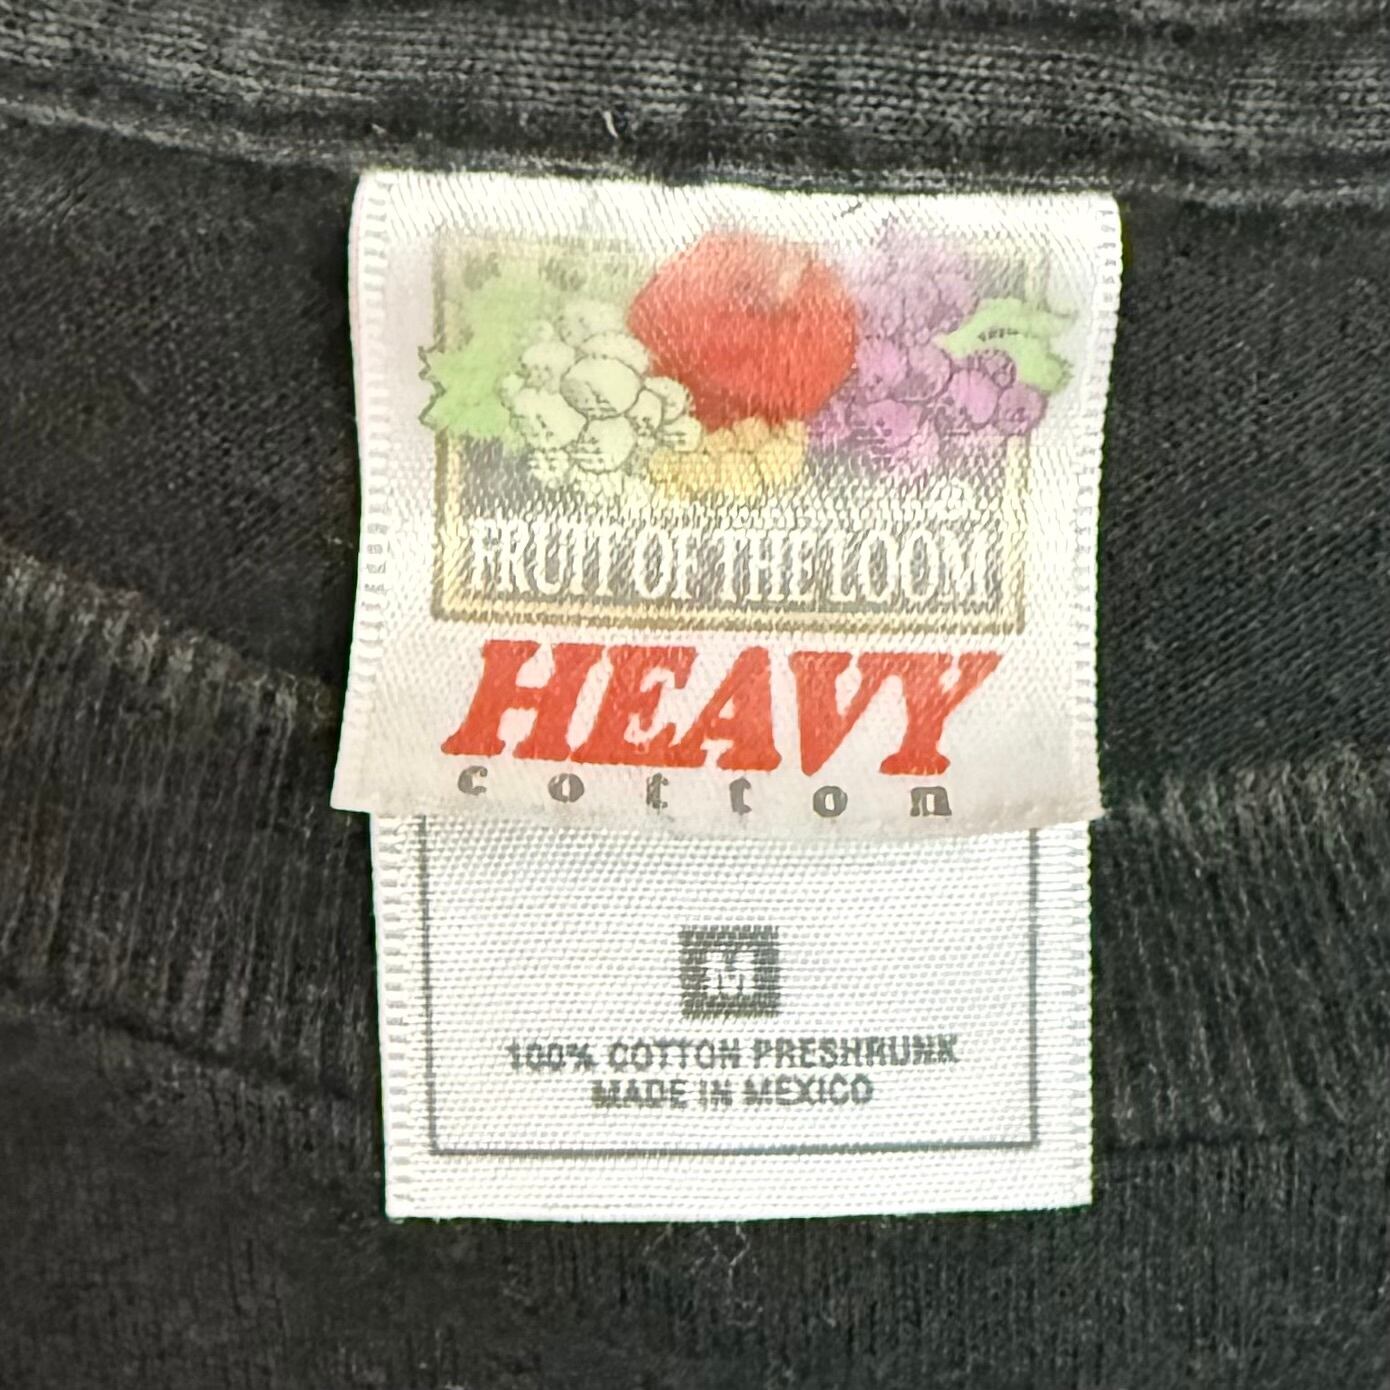 FRUIT OF THE LOOM
HEAVY
cotton
M
100% COTTON PRESHRUNK
MADE IN MEXICO